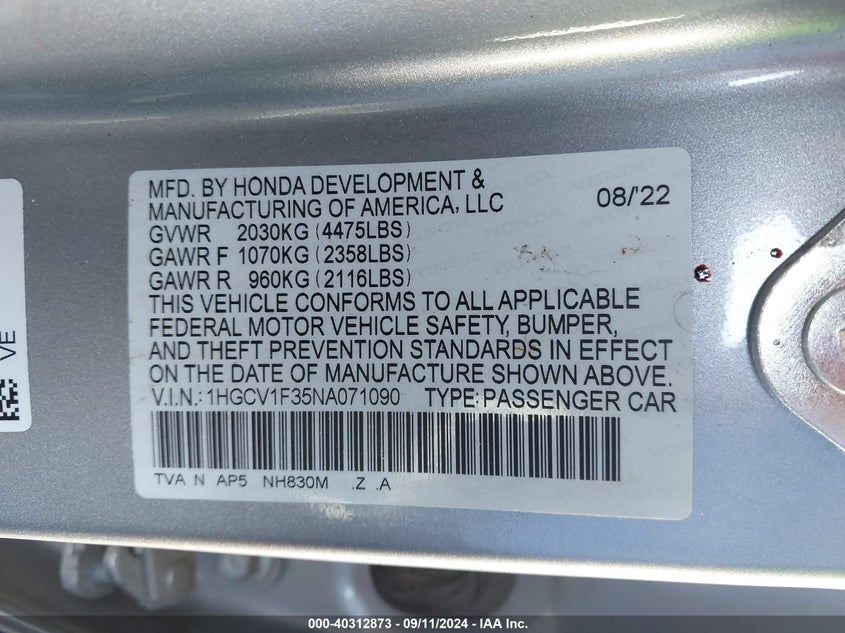 MFD. BY HONDA DEVELOPMENT & 08/'22
MANUFACTURING OF AMERICA, LLC
GVWR 2030KG (4475LBS)
GAWR F 1070KG (2358LBS)
GAWR R 960KG (2116LBS)
THIS VEHICLE CONFORMS TO ALL APPLICABLE
FEDERAL MOTOR VEHICLE SAFETY, BUMPER,
AND THEFT PREVENTION STANDARDS IN EFFECT
ON THE DATE OF MANUFACTURE SHOWN ABOVE.
V.I.N.: 1HGCV1F35NA071090 TYPE: PASSENGER CAR
TVA N AP5 NH830M .Z .A
VE
000-40312873 - 09/11/2024 - IAA Inc.